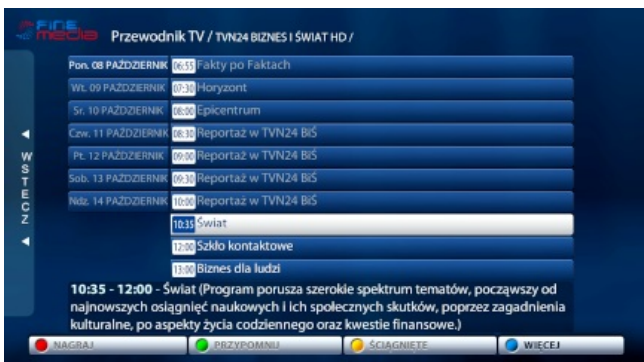 FINE media
Przewodnik TV / TVN24 BIZNES I ŚWIAT HD /
Pon. 08 PAŹDZIERNIK 06:55 Fakty po Faktach
Wt. 09 PAŹDZIERNIK 07:30 Horyzont
Śr. 10 PAŹDZIERNIK 08:00 Epicentrum
Czw. 11 PAŹDZIERNIK 08:30 Reportaż w TVN24 BiŚ
Pt. 12 PAŹDZIERNIK 09:00 Reportaż w TVN24 BiŚ
Sob. 13 PAŹDZIERNIK 09:30 Reportaż w TVN24 BiŚ
Ndz. 14 PAŹDZIERNIK 10:00 Reportaż w TVN24 BiŚ
10:35 Świat
12:00 Szkło kontaktowe
13:00 Biznes dla ludzi
WSTECZ
10:35 - 12:00 - Świat (Program porusza szerokie spektrum tematów, począwszy od
najnowszych osiągnięć naukowych i ich społecznych skutków, poprzez zagadnienia
kulturalne, po aspekty życia codziennego oraz kwestie finansowe.)
NAGRAJ PRZYPOMNIJ ŚCIĄGNIĘTE WIĘCEJ